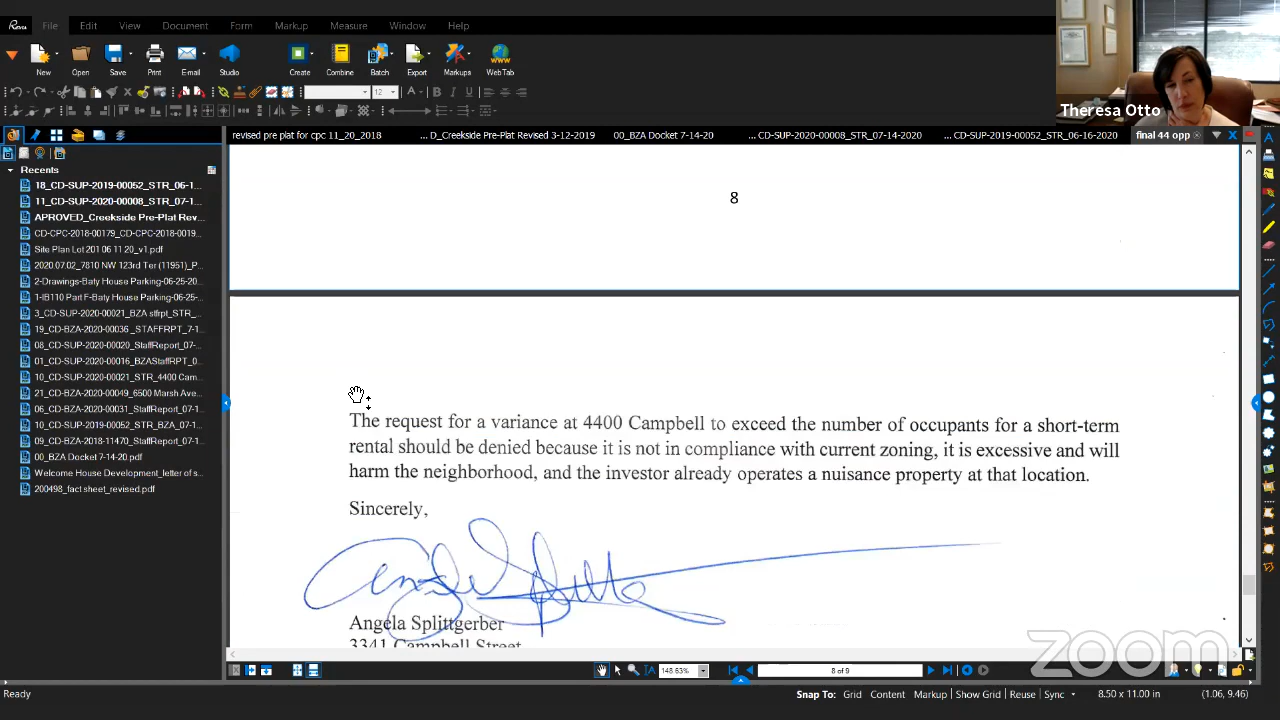 Revu File Edit View Document Form Markup Measure Window Help
New Open Save Print Email Studio Create Combine Batch Export Markups WebTab
12
Theresa Otto
revised pre plat for cpc 11_20_2018 ... D_Creekside Pre-Plat Revised 3-12-2019 00_BZA Docket 7-14-20 ... CD-SUP-2020-00008_STR_07-14-2020 ... CD-SUP-2019-00052_STR_06-16-2020 final 44 opp
Recents
18_CD-SUP-2019-00052_STR_06-1...
11_CD-SUP-2020-00008_STR_07-1...
APROVED_Creekside Pre-Plat Rev...
CD-CPC-2018-00179_CD-CPC-2018-0019...
Site Plan Lot 201 06 11 20_v1.pdf
2020.07.02_7810 NW 123rd Ter (11951)_P...
2-Drawings-Baty House Parking-06-25-20...
1-IB110 Part F-Baty House Parking-06-25-...
3_CD-SUP-2020-00021_BZA stfrpt_STR_...
19_CD-BZA-2020-00036 _STAFFRPT_7-1...
08_CD-SUP-2020-00020_StaffReport_07-...
01_CD-SUP-2020-00016_BZAStaffRPT_0...
10_CD-SUP-2020-00021_STR_4400 Cam...
21_CD-BZA-2020-00049_6500 Marsh Ave...
06_CD-BZA-2020-00031_StaffReport_07-1...
10_CD-SUP-2019-00052_STR_BZA_07-1...
09_CD-BZA-2018-11470_StaffReport_07-1...
00_BZA Docket 7-14-20.pdf
Welcome House Development_letter of s...
200498_fact sheet_revised.pdf
8
The request for a variance at 4400 Campbell to exceed the number of occupants for a short-term
rental should be denied because it is not in compliance with current zoning, it is excessive and will
harm the neighborhood, and the investor already operates a nuisance property at that location.
Sincerely,
Angela Splittgerber
3341 Campbell Street
zoom
148.63% 8 of 9
Ready Snap To: Grid Content Markup Show Grid Reuse Sync 8.50 x 11.00 in (1.06, 9.46)